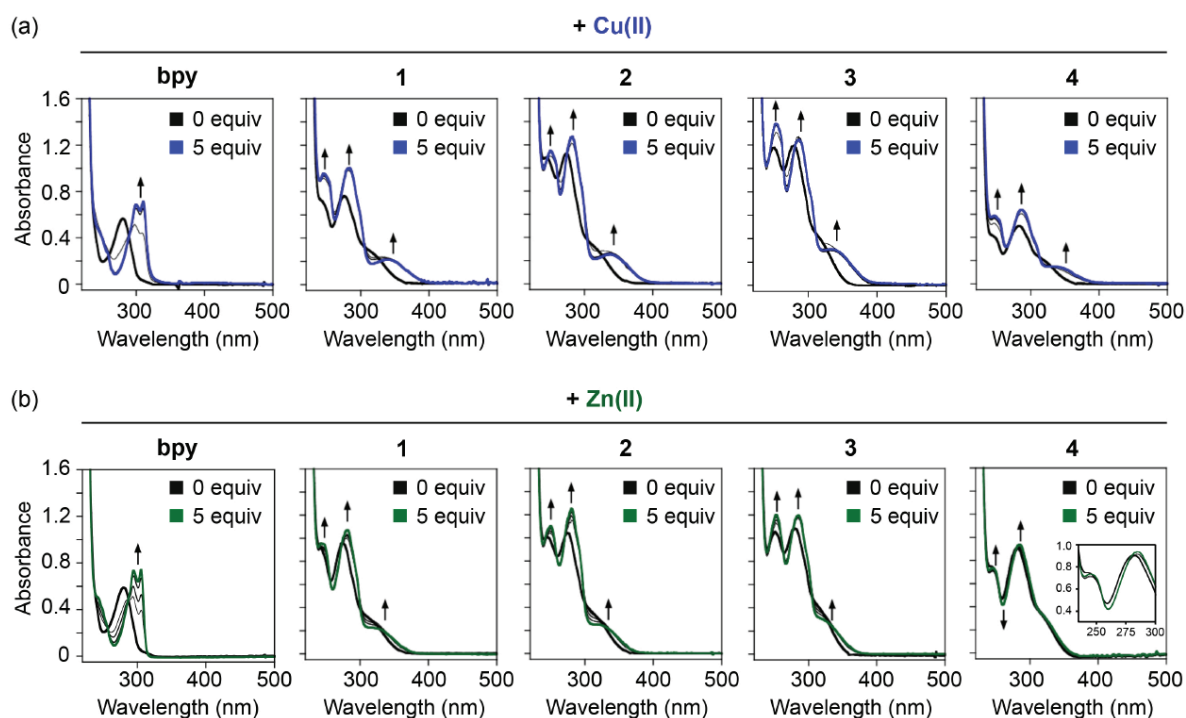 (a)
+ Cu(II)
bpy 1 2 3 4
1.6 0 equiv 0 equiv 0 equiv 0 equiv 0 equiv
1.2 5 equiv 5 equiv 5 equiv 5 equiv 5 equiv
0.8
0.4
0
Absorbance
300 400 500 300 400 500 300 400 500 300 400 500 300 400 500
Wavelength (nm) Wavelength (nm) Wavelength (nm) Wavelength (nm) Wavelength (nm)
(b)
+ Zn(II)
bpy 1 2 3 4
1.6 0 equiv 0 equiv 0 equiv 0 equiv 0 equiv
1.2 5 equiv 5 equiv 5 equiv 5 equiv 5 equiv
0.8
0.4
0
Absorbance
1.0
0.8
0.6
0.4
250 275 300
300 400 500 300 400 500 300 400 500 300 400 500 300 400 500
Wavelength (nm) Wavelength (nm) Wavelength (nm) Wavelength (nm) Wavelength (nm)